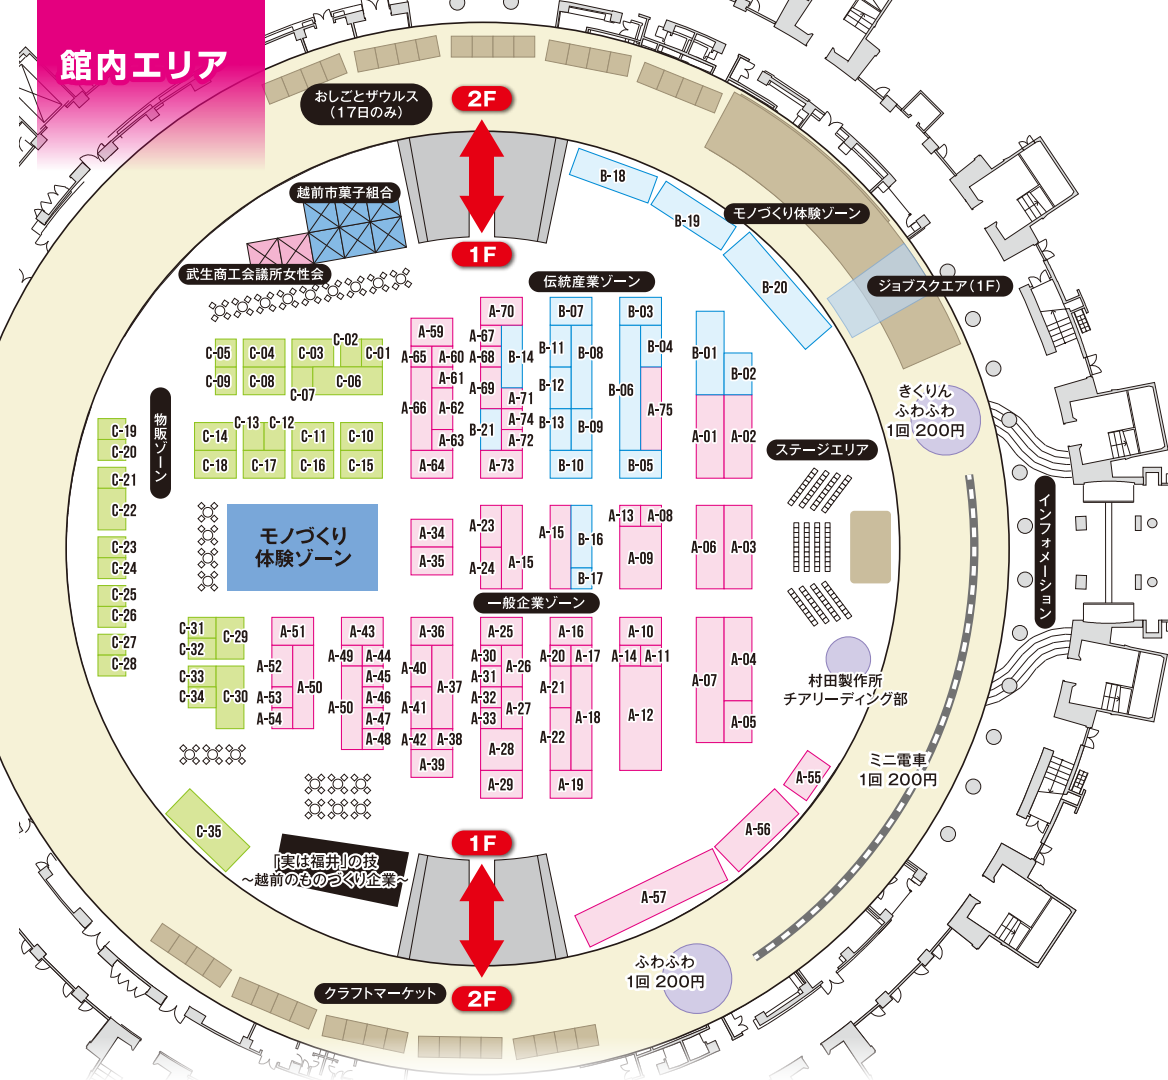 館内エリア
おしごとザウルス
（17日のみ）
2F
1F
越前市菓子組合
武生商工会議所女性会
B-18
B-19
B-20
モノづくり体験ゾーン
ジョブスクエア（1F）
伝統産業ゾーン
きくりん
ふわふわ
1回 200円
物販ゾーン
ステージエリア
インフォメーション
C-05
C-04
C-03
C-02
C-01
C-09
C-08
C-07
C-06
C-14
C-13
C-12
C-11
C-10
C-18
C-17
C-16
C-15
C-19
C-20
C-21
C-22
C-23
C-24
C-25
C-26
C-27
C-28
A-59
A-65
A-60
A-61
A-66
A-62
A-63
A-64
A-70
A-67
A-68
B-14
A-69
A-71
B-21
A-74
A-72
A-73
B-07
B-11
B-08
B-12
B-13
B-09
B-10
B-03
B-04
B-06
A-75
B-05
B-01
B-02
A-01
A-02
モノづくり
体験ゾーン
A-34
A-35
A-23
A-24
A-15
A-15
B-16
B-17
A-13
A-08
A-09
A-06
A-03
一般企業ゾーン
C-31
C-32
C-29
C-33
C-34
C-30
A-51
A-52
A-50
A-53
A-54
A-43
A-49
A-44
A-45
A-46
A-50
A-47
A-48
A-36
A-40
A-37
A-41
A-42
A-38
A-39
A-25
A-30
A-26
A-31
A-32
A-27
A-33
A-28
A-29
A-16
A-20
A-17
A-21
A-18
A-22
A-19
A-10
A-14
A-11
A-12
A-07
A-04
A-05
村田製作所
チアリーディング部
ミニ電車
1回 200円
A-55
A-56
A-57
C-35
「実は福井」の技
～越前のものづくり企業～
1F
2F
クラフトマーケット
ふわふわ
1回 200円